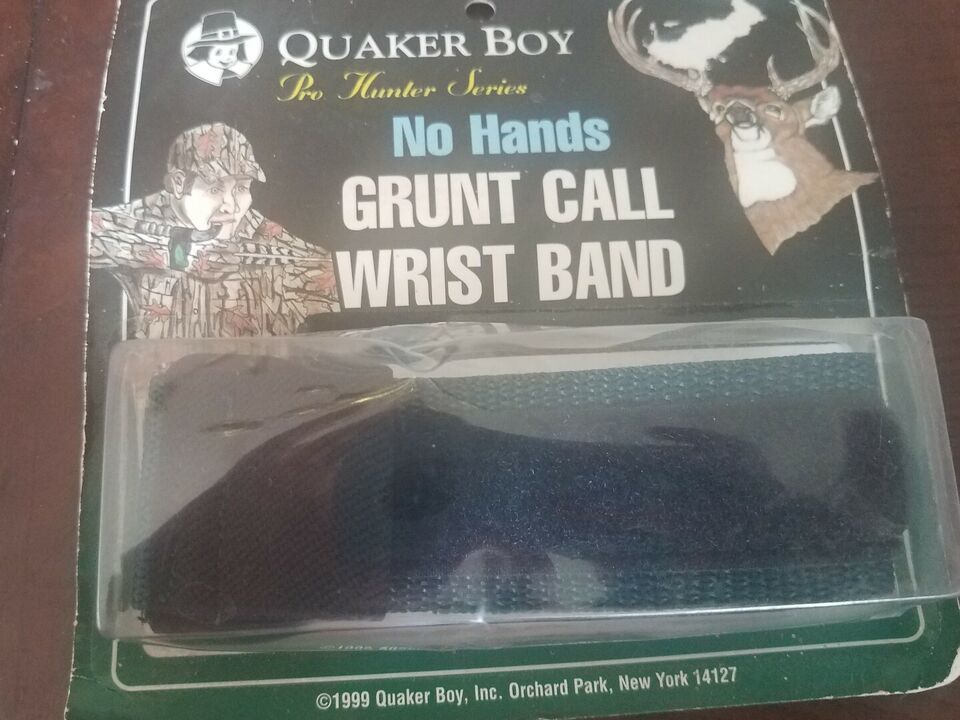 QUAKER BOY
Pro Hunter Series
No Hands
GRUNT CALL
WRIST BAND
©1999 Quaker Boy, Inc. Orchard Park, New York 14127